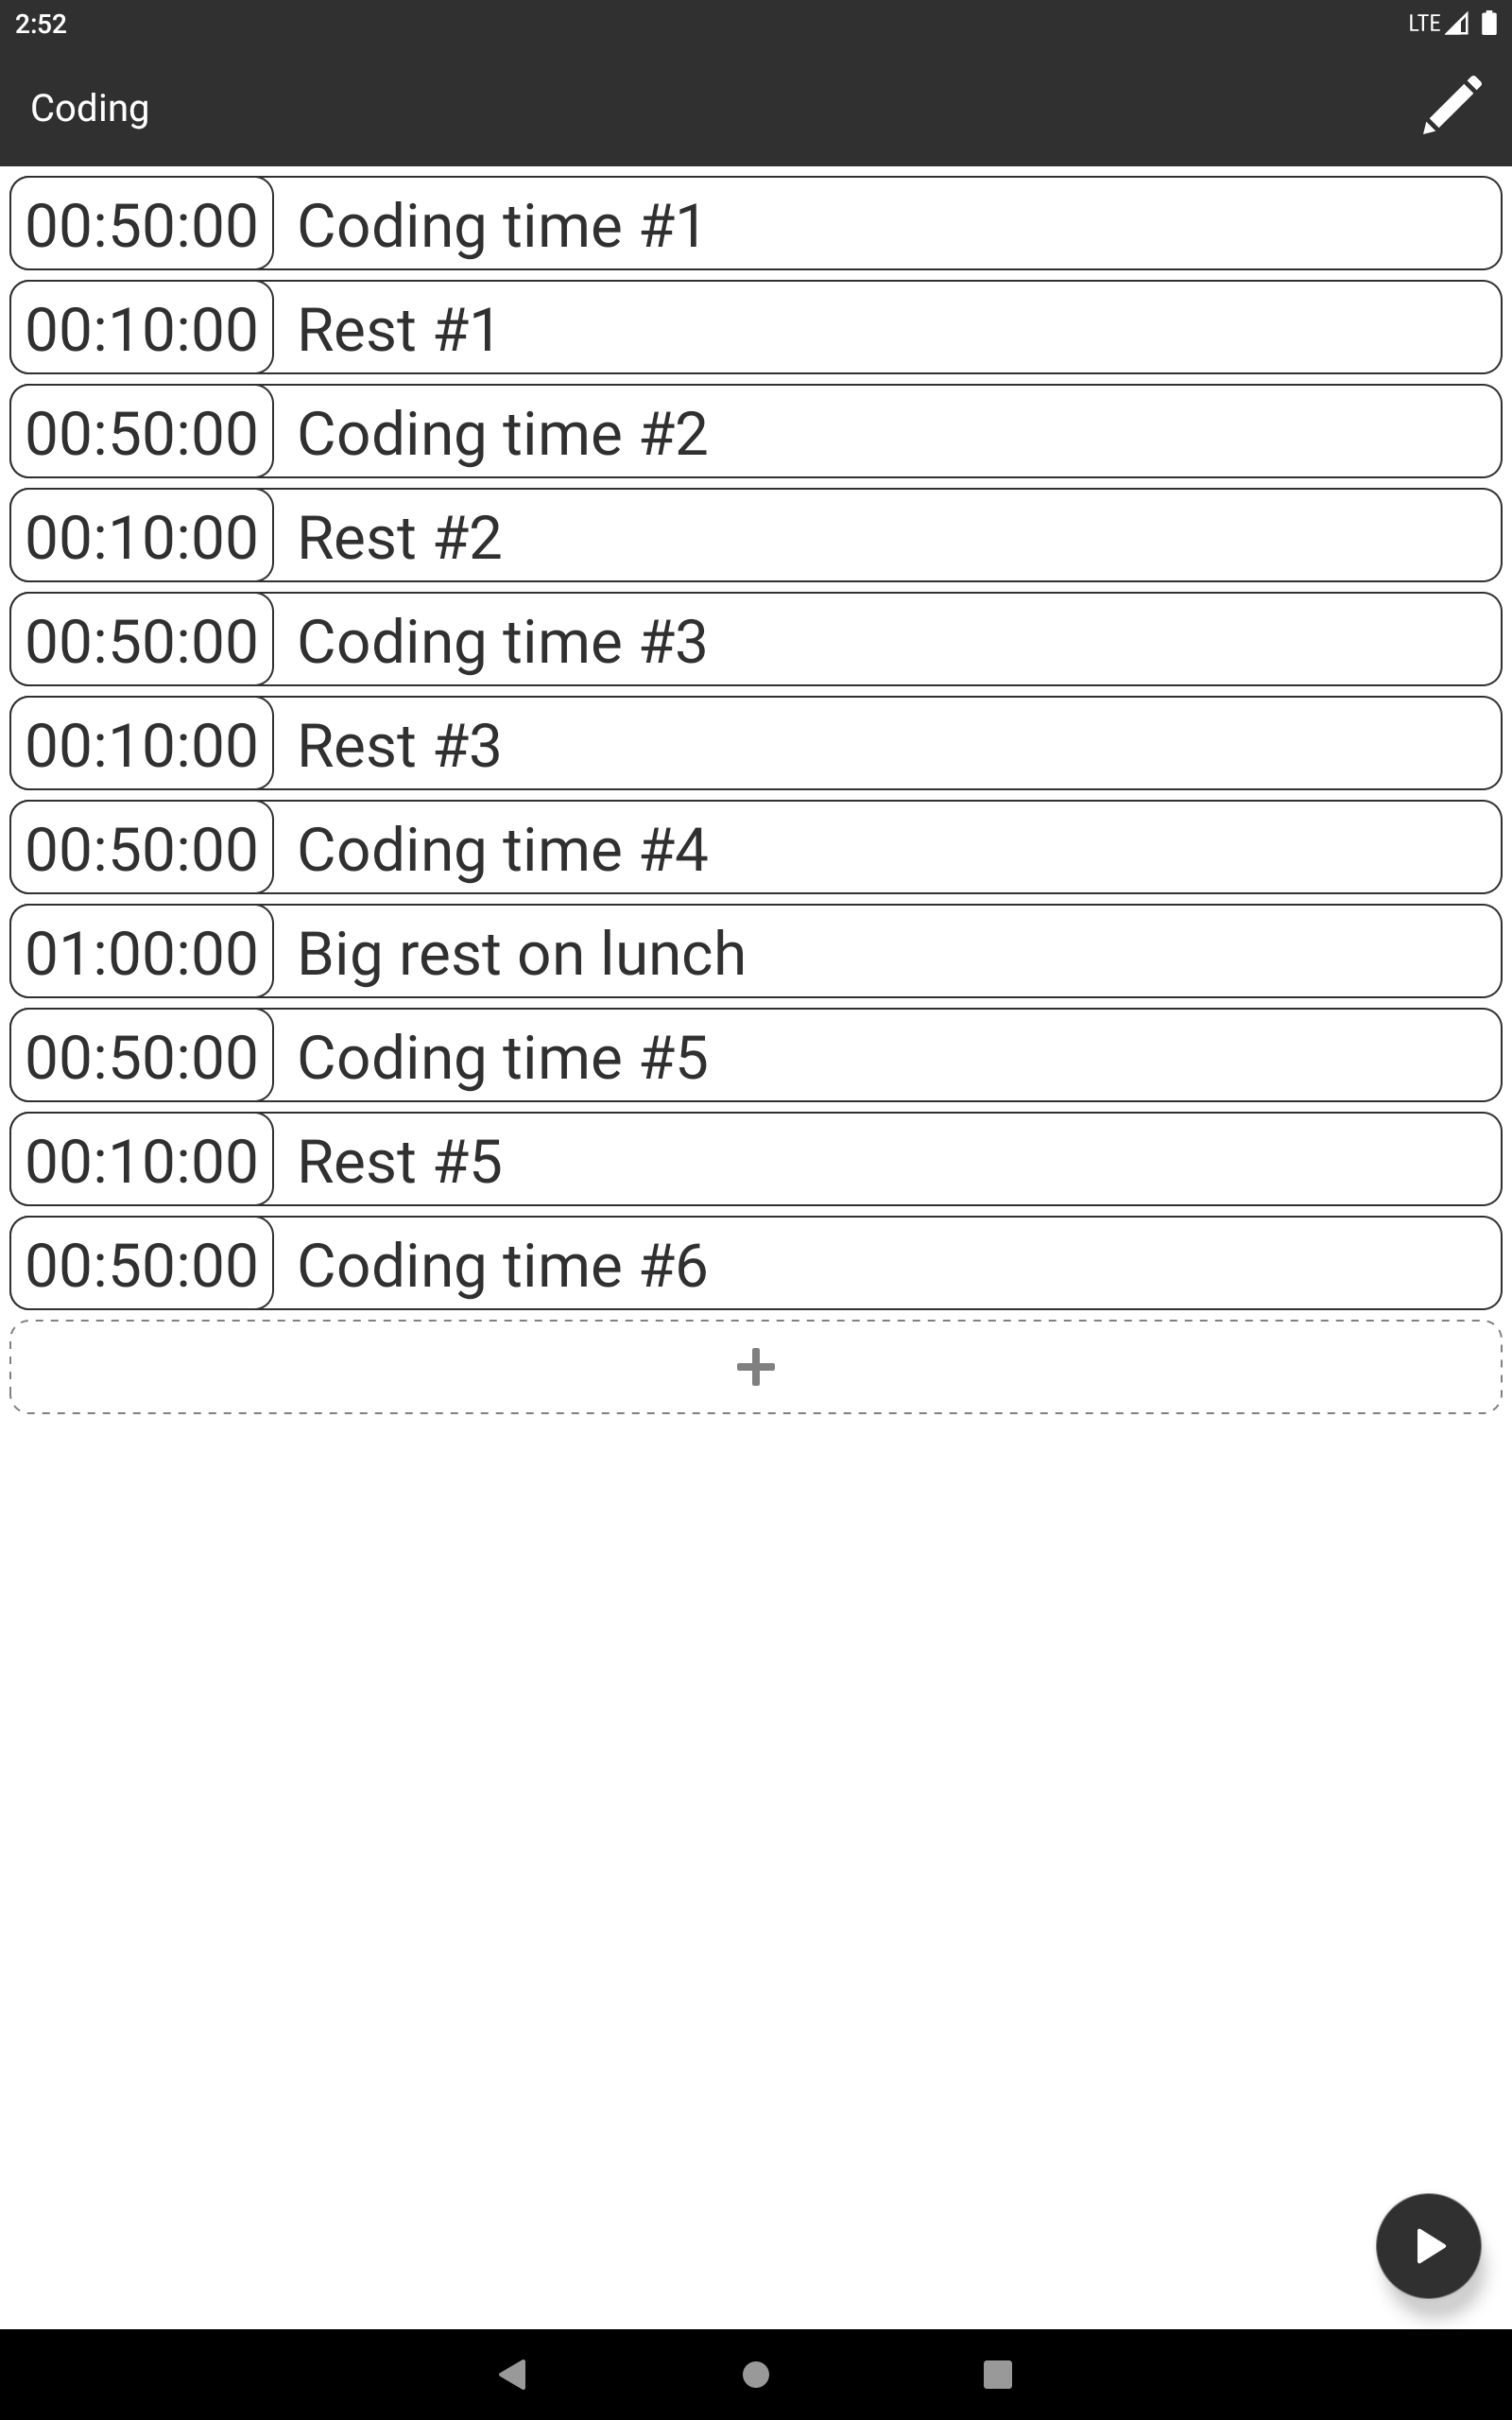 2:52 LTE
Coding
00:50:00 Coding time #1
00:10:00 Rest #1
00:50:00 Coding time #2
00:10:00 Rest #2
00:50:00 Coding time #3
00:10:00 Rest #3
00:50:00 Coding time #4
01:00:00 Big rest on lunch
00:50:00 Coding time #5
00:10:00 Rest #5
00:50:00 Coding time #6